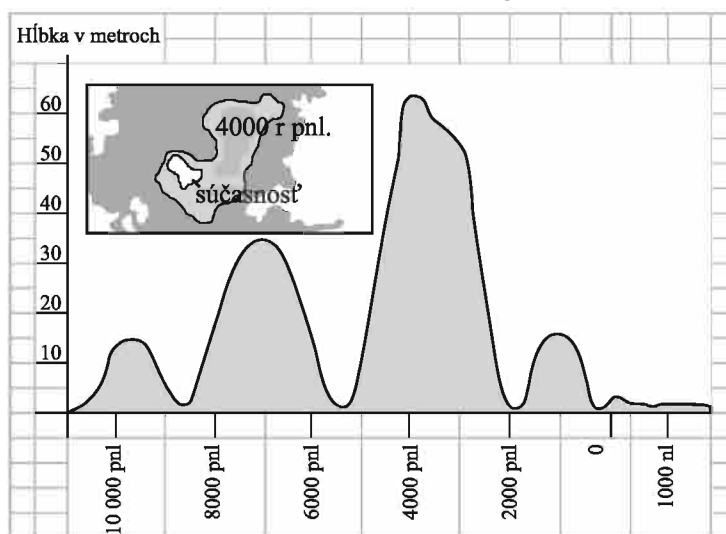 Hĺbka v metroch
60
50
40
30
20
10
4000 r pnl.
súčasnosť
10 000 pnl
8000 pnl
6000 pnl
4000 pnl
2000 pnl
0
1000 nl